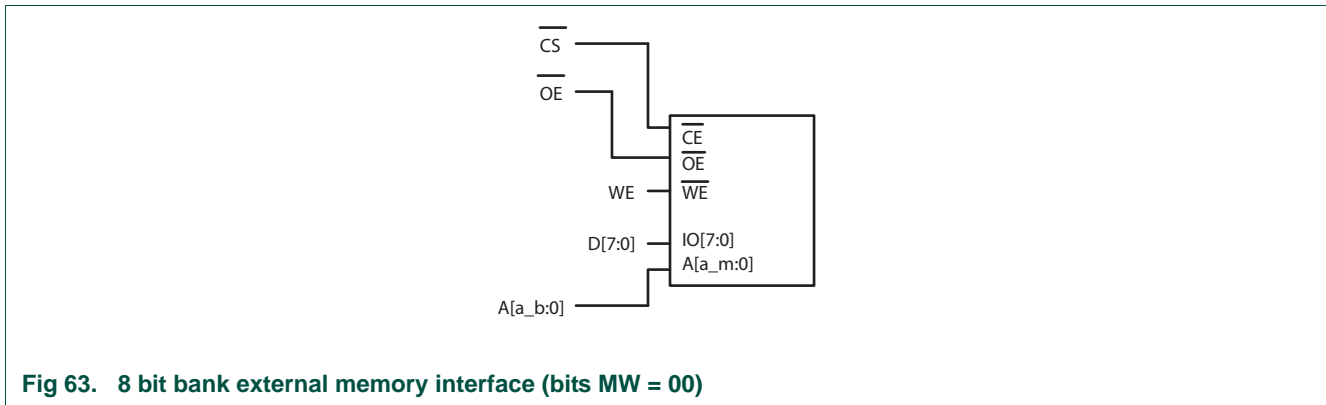 CS
OE
CE
OE
WE WE
D[7:0] IO[7:0]
A[a_m:0]
A[a_b:0]
Fig 63. 8 bit bank external memory interface (bits MW = 00)